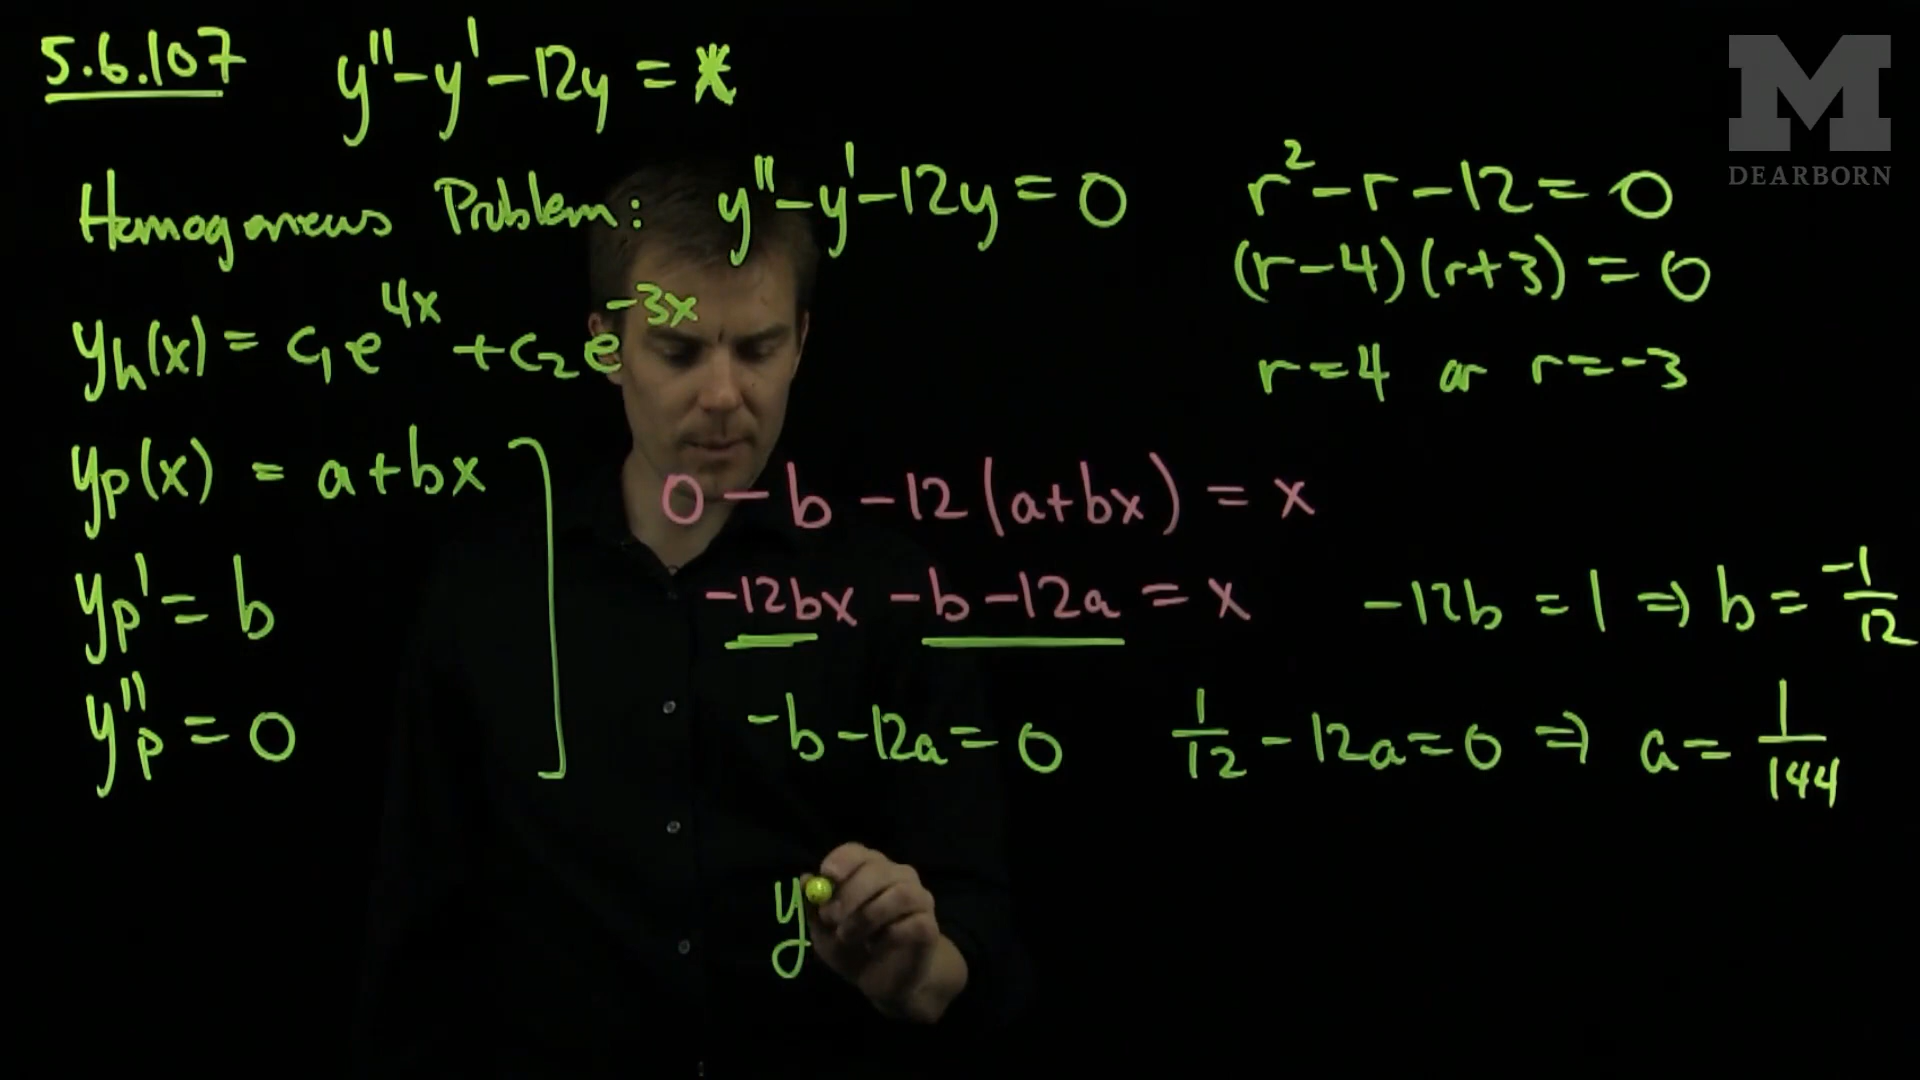 5.6.107 y'' - y' - 12y = x
M
DEARBORN
Homogeneous Problem: y'' - y' - 12y = 0
r² - r - 12 = 0
(r - 4)(r + 3) = 0
r = 4 or r = -3
yₕ(x) = c₁e^{4x} + c₂e^{-3x}
yₚ(x) = a + bx
yₚ' = b
yₚ'' = 0
0 - b - 12(a + bx) = x
-12bx - b - 12a = x
-12b = 1 ⇒ b = -1/12
-b - 12a = 0
1/12 - 12a = 0 ⇒ a = 1/144
y